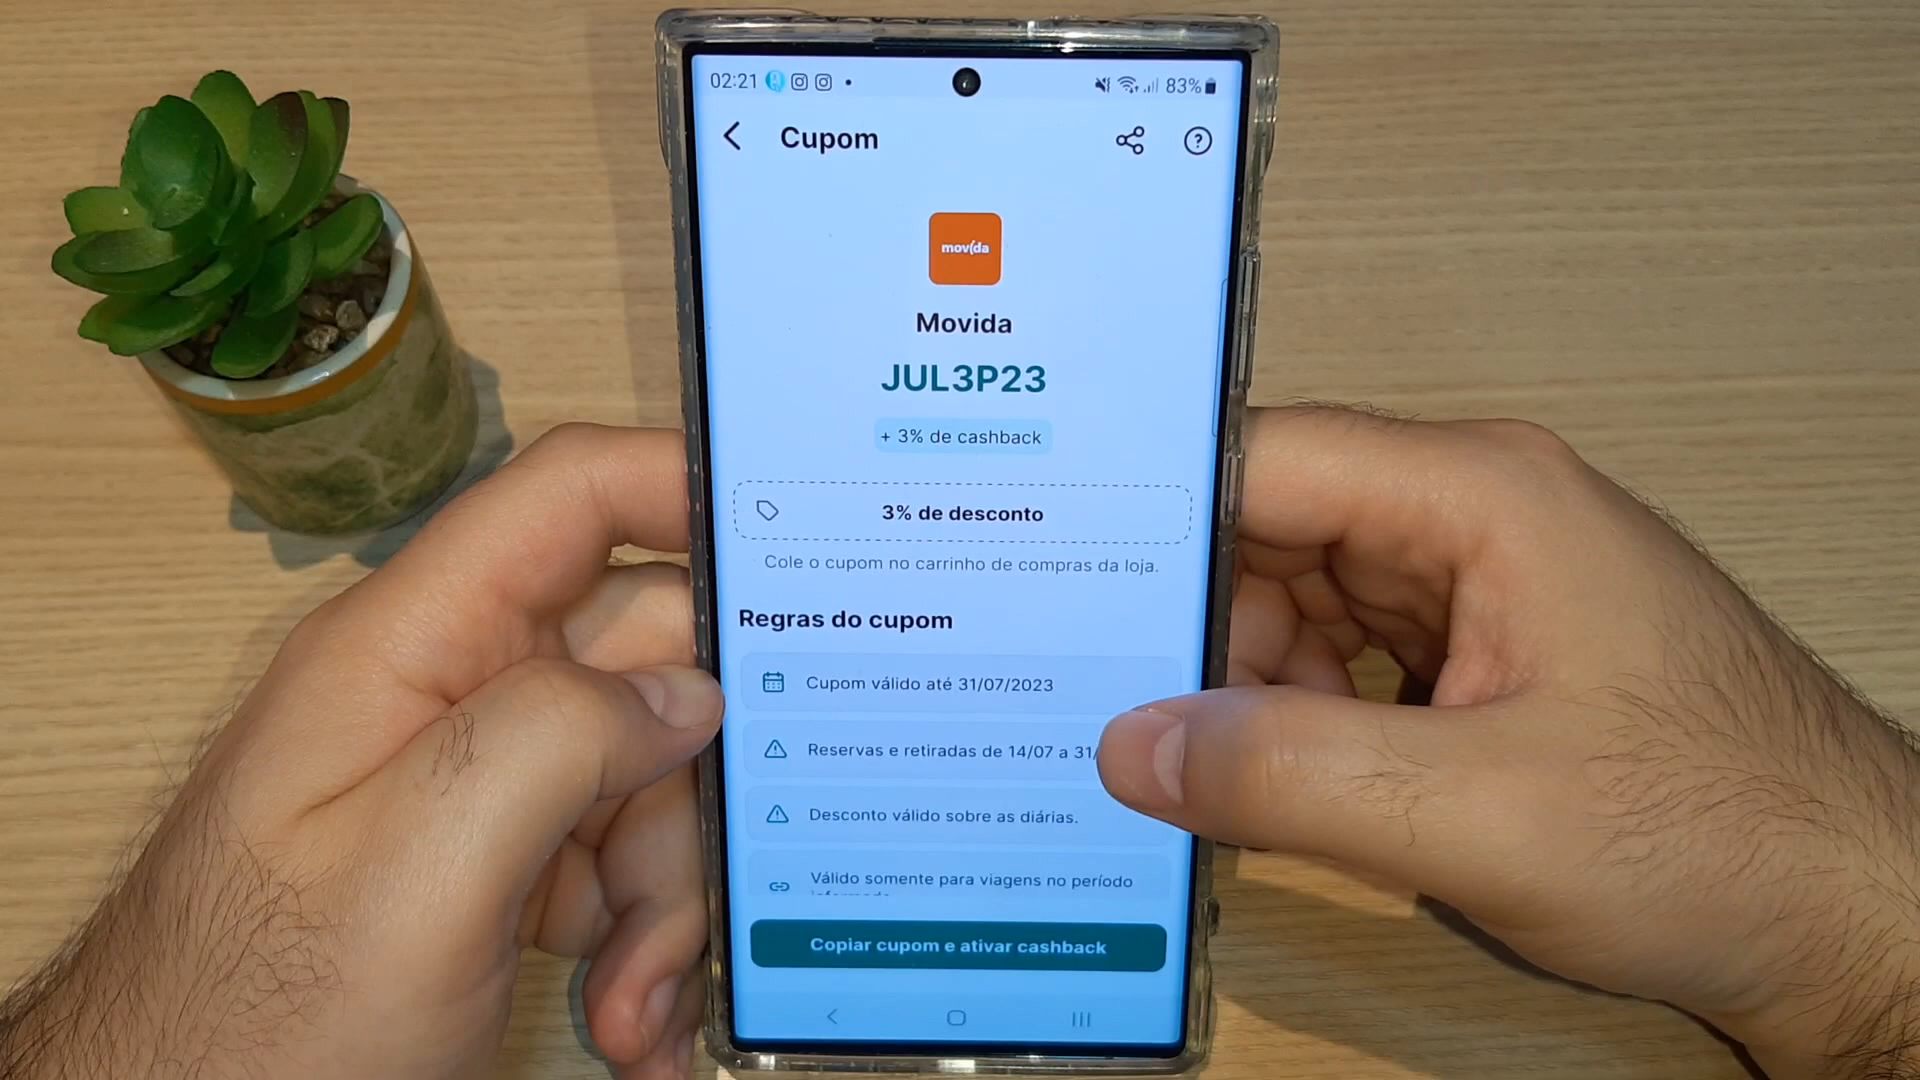 02:21 83%
Cupom
movida
Movida
JUL3P23
+ 3% de cashback
3% de desconto
Cole o cupom no carrinho de compras da loja.
Regras do cupom
Cupom válido até 31/07/2023
Reservas e retiradas de 14/07 a 31/
Desconto válido sobre as diárias.
Válido somente para viagens no período
Copiar cupom e ativar cashback